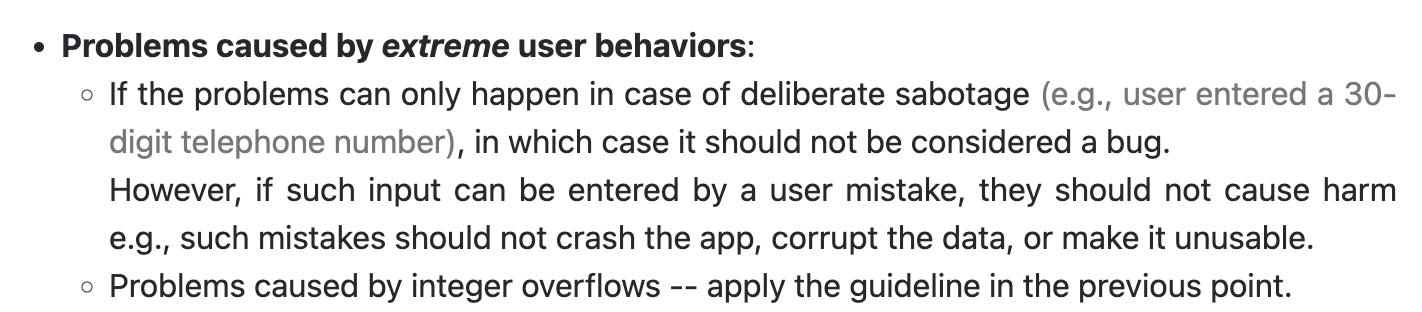 • Problems caused by extreme user behaviors:
○ If the problems can only happen in case of deliberate sabotage (e.g., user entered a 30-
digit telephone number), in which case it should not be considered a bug.
However, if such input can be entered by a user mistake, they should not cause harm
e.g., such mistakes should not crash the app, corrupt the data, or make it unusable.
○ Problems caused by integer overflows -- apply the guideline in the previous point.